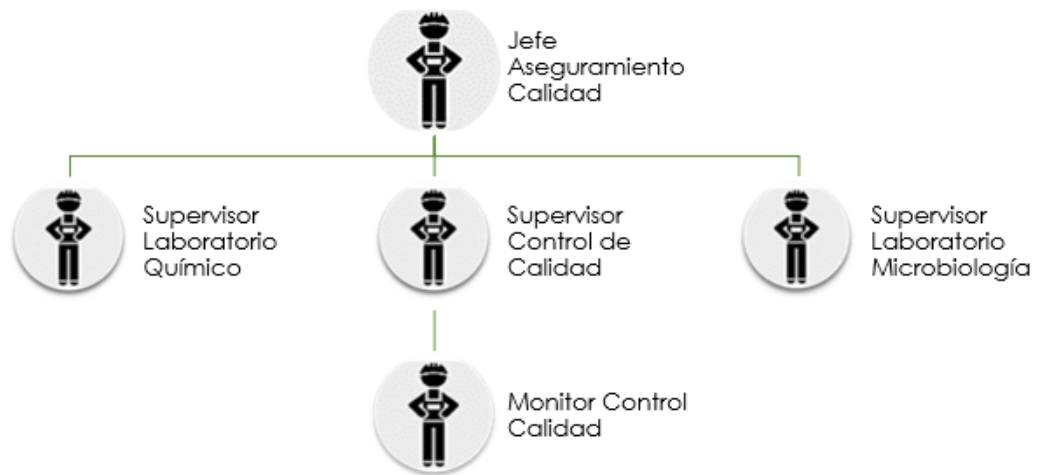 Jefe
Aseguramiento
Calidad
Supervisor
Laboratorio
Químico
Supervisor
Control de
Calidad
Supervisor
Laboratorio
Microbiología
Monitor Control
Calidad